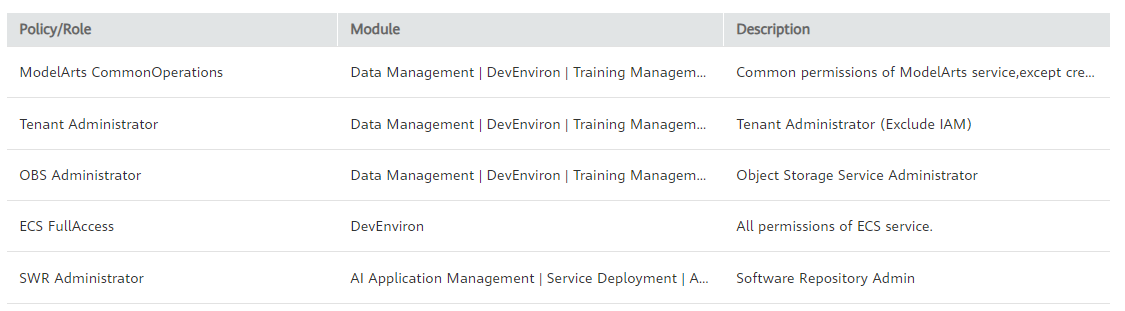 Policy/Role Module Description
ModelArts CommonOperations Data Management | DevEnviron | Training Managem... Common permissions of ModelArts service,except cre...
Tenant Administrator Data Management | DevEnviron | Training Managem... Tenant Administrator (Exclude IAM)
OBS Administrator Data Management | DevEnviron | Training Managem... Object Storage Service Administrator
ECS FullAccess DevEnviron All permissions of ECS service.
SWR Administrator AI Application Management | Service Deployment | A... Software Repository Admin